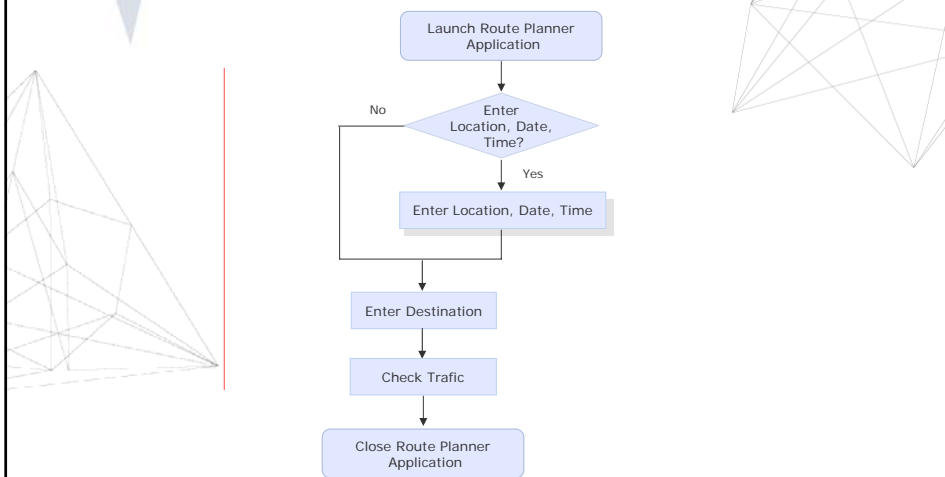 Launch Route Planner
Application
No
Enter
Location, Date,
Time?
Yes
Enter Location, Date, Time
Enter Destination
Check Trafic
Close Route Planner
Application